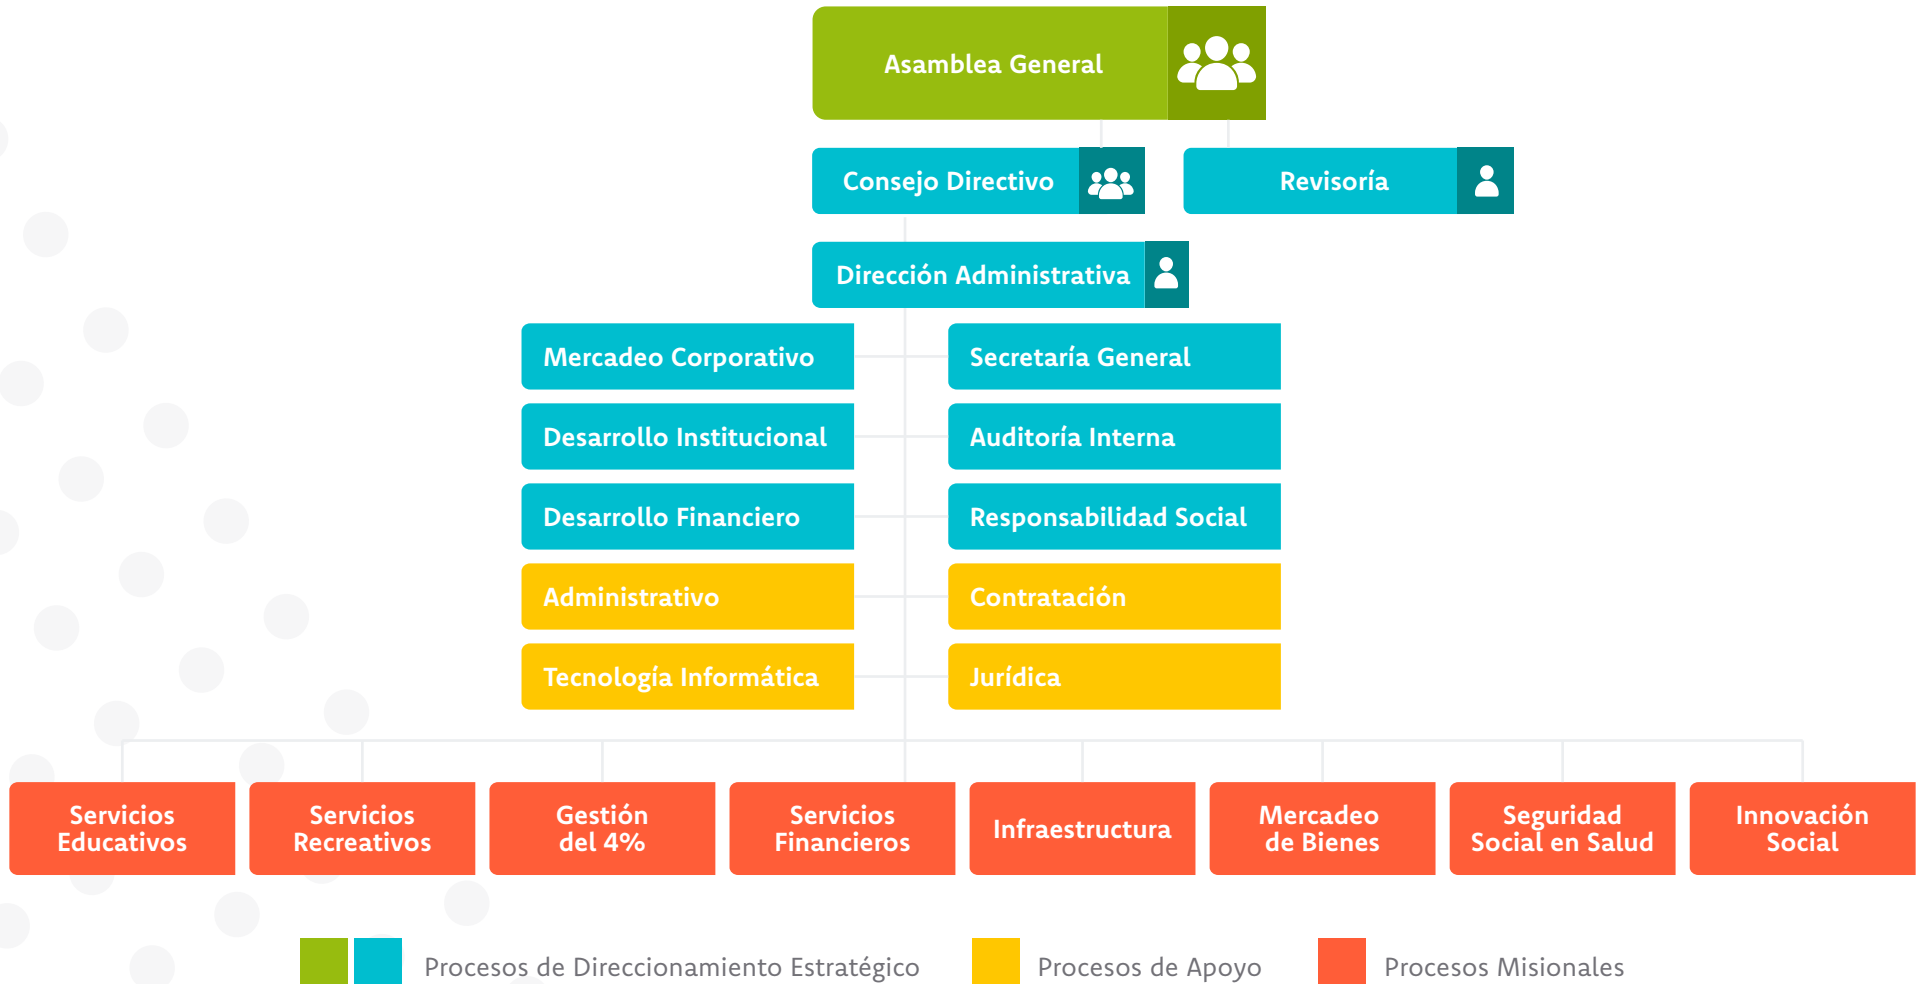 Asamblea General
Consejo Directivo
Revisoría
Dirección Administrativa
Mercadeo Corporativo
Secretaría General
Desarrollo Institucional
Auditoría Interna
Desarrollo Financiero
Responsabilidad Social
Administrativo
Contratación
Tecnología Informática
Jurídica
Servicios
Educativos
Servicios
Recreativos
Gestión
del 4%
Servicios
Financieros
Infraestructura
Mercadeo
de Bienes
Seguridad
Social en Salud
Innovación
Social
Procesos de Direccionamiento Estratégico
Procesos de Apoyo
Procesos Misionales